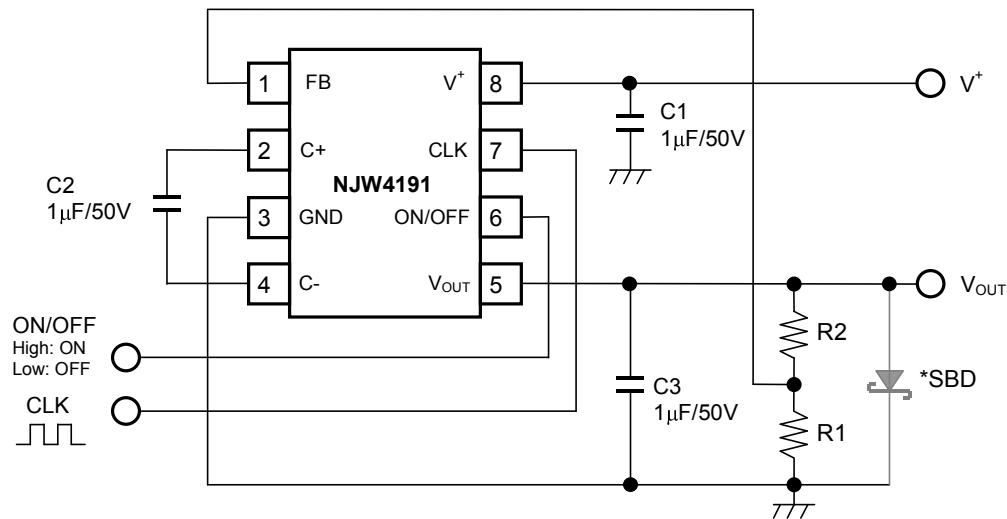 1 FB V⁺ 8 V⁺
C1
1μF/50V
2 C+ CLK 7
NJW4191
C2
1μF/50V
3 GND ON/OFF 6
4 C- VOUT 5 VOUT
ON/OFF
High: ON
Low: OFF
R2
*SBD
C3
1μF/50V
CLK
R1